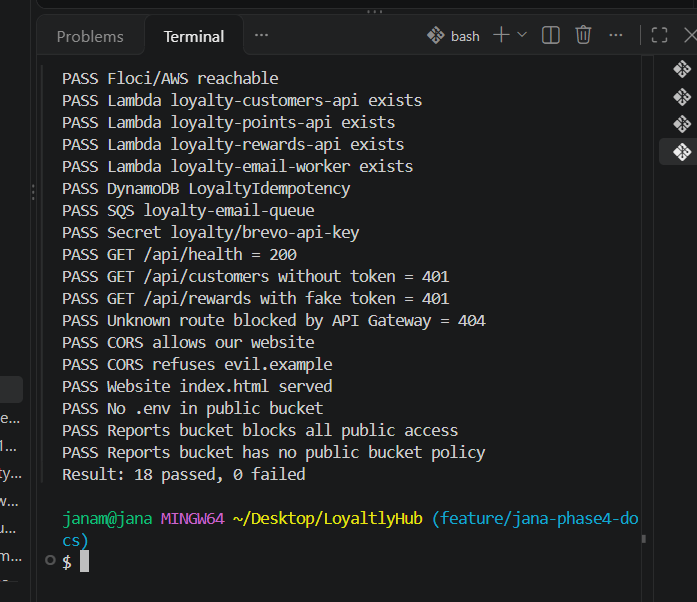 Problems Terminal ... bash ...
PASS Floci/AWS reachable
PASS Lambda loyalty-customers-api exists
PASS Lambda loyalty-points-api exists
PASS Lambda loyalty-rewards-api exists
PASS Lambda loyalty-email-worker exists
PASS DynamoDB LoyaltyIdempotency
PASS SQS loyalty-email-queue
PASS Secret loyalty/brevo-api-key
PASS GET /api/health = 200
PASS GET /api/customers without token = 401
PASS GET /api/rewards with fake token = 401
PASS Unknown route blocked by API Gateway = 404
PASS CORS allows our website
PASS CORS refuses evil.example
PASS Website index.html served
PASS No .env in public bucket
PASS Reports bucket blocks all public access
PASS Reports bucket has no public bucket policy
Result: 18 passed, 0 failed
janam@jana MINGW64 ~/Desktop/LoyaltlyHub (feature/jana-phase4-do
cs)
$